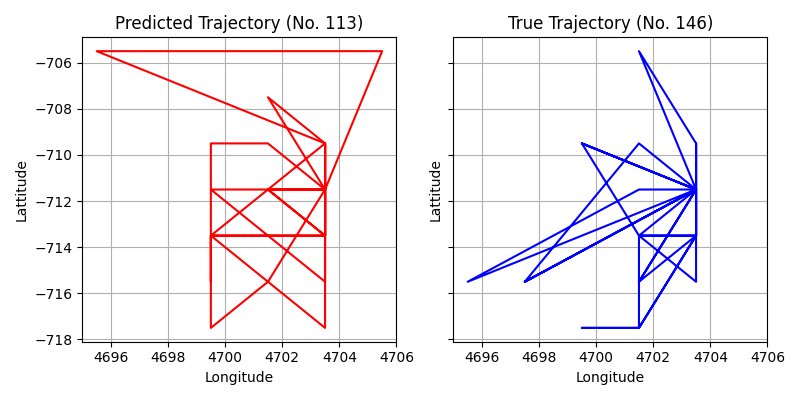 Predicted Trajectory (No. 113)
True Trajectory (No. 146)
−706
−708
−710
−712
−714
−716
−718
Lattitude
Lattitude
4696 4698 4700 4702 4704 4706
4696 4698 4700 4702 4704 4706
Longitude
Longitude